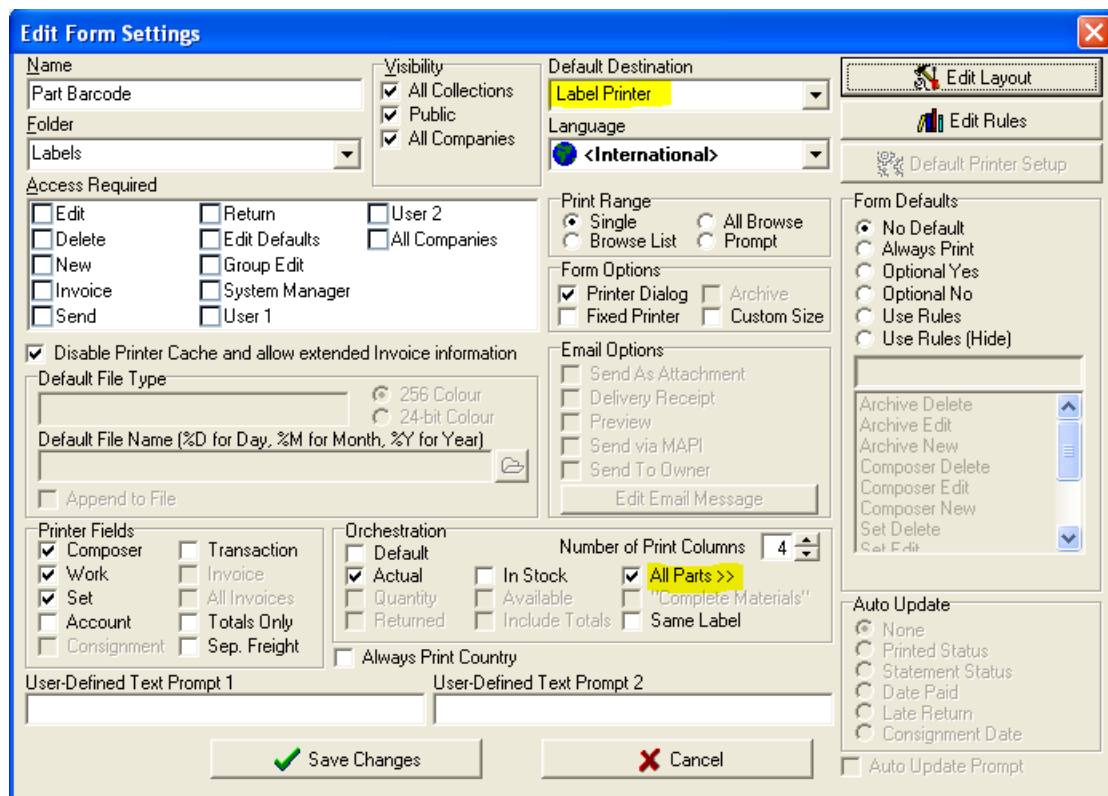 Edit Form Settings
Name
Part Barcode
Folder
Labels
Visibility
All Collections
Public
All Companies
Default Destination
Label Printer
Language
<International>
Edit Layout
Edit Rules
Default Printer Setup
Access Required
Edit Return User 2
Delete Edit Defaults All Companies
New Group Edit
Invoice System Manager
Send User 1
Print Range
Single All Browse
Browse List Prompt
Form Options
Printer Dialog Archive
Fixed Printer Custom Size
Form Defaults
No Default
Always Print
Optional Yes
Optional No
Use Rules
Use Rules (Hide)
Archive Delete
Archive Edit
Archive New
Composer Delete
Composer Edit
Composer New
Set Delete
Set Edit
Disable Printer Cache and allow extended Invoice information
Default File Type
256 Colour
24-bit Colour
Default File Name (%D for Day, %M for Month, %Y for Year)
Append to File
Email Options
Send As Attachment
Delivery Receipt
Preview
Send via MAPI
Send To Owner
Edit Email Message
Printer Fields
Composer Transaction
Work Invoice
Set All Invoices
Account Totals Only
Consignment Sep. Freight
Orchestration
Default Number of Print Columns 4
Actual In Stock All Parts >>
Quantity Available "Complete Materials"
Returned Include Totals Same Label
Always Print Country
Auto Update
None
Printed Status
Statement Status
Date Paid
Late Return
Consignment Date
Auto Update Prompt
User-Defined Text Prompt 1 User-Defined Text Prompt 2
Save Changes Cancel